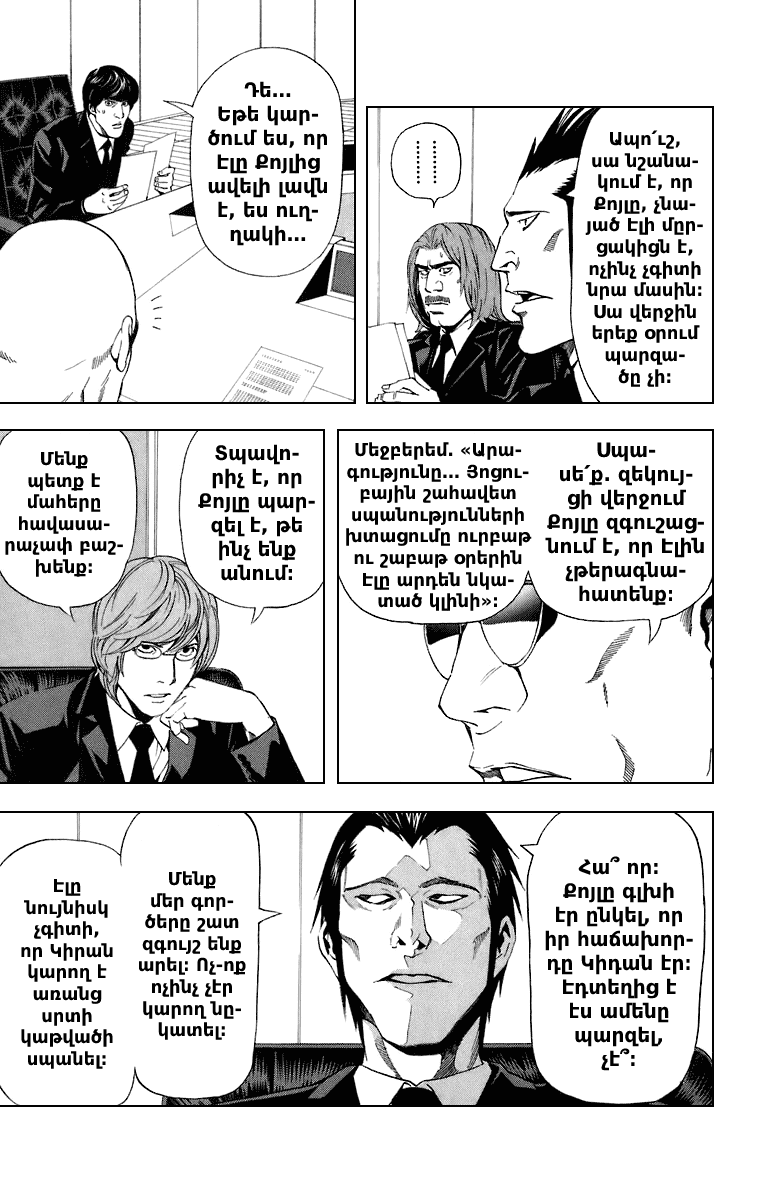 Ապո՜ւշ,
սա նշանա-
կում է, որ
Քոյլը, չնա-
յած Էլի մըր-
ցակիցն է,
ոչինչ չգիտի
նրա մասին:
Սա վերջին
երեք օրում
պարզա-
ծը չի:
Դե...
Եթե կար-
ծում ես, որ
Էլը Քոյլից
ավելի լավն
է, ես ուղ-
ղակի...
Սպա-
սե՛ք. զեկույ-
ցի վերջում
Քոյլը զգուշաց-
նում է, որ Էլին
չթերագնա-
հատենք:
Մեջբերեմ. «Արա-
գությունը... Յոցու-
բային շահավետ
սպանությունների
խտացումը ուրբաթ
ու շաբաթ օրերին
Էլը արդեն նկա-
տած կլինի»:
Տպավո-
րիչ է, որ
Քոյլը պար-
զել է, թե
ինչ ենք
անում:
Մենք
պետք է
մահերը
հավասա-
րաչափ բաշ-
խենք:
Հա՞ որ:
Քոյլը գլխի
էր ընկել, որ
իր հաճախոր-
դը Կիդան էր:
Էդտեղից է
էս ամենը
պարզել,
չէ՞:
Մենք
մեր գոր-
ծերը շատ
զգույշ ենք
արել: Ոչ-ոք
ոչինչ չէր
կարող նը-
կատել:
Էլը
նույնիսկ
չգիտի,
որ Կիրան
կարող է
առանց
սրտի
կաթվածի
սպանել: